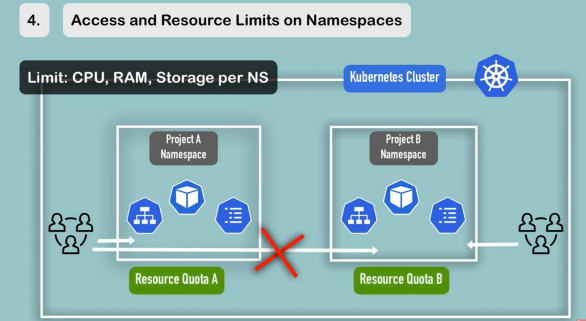 4.
Access and Resource Limits on Namespaces
Limit: CPU, RAM, Storage per NS
Kubernetes Cluster
Project A
Namespace
Project B
Namespace
Resource Quota A
Resource Quota B